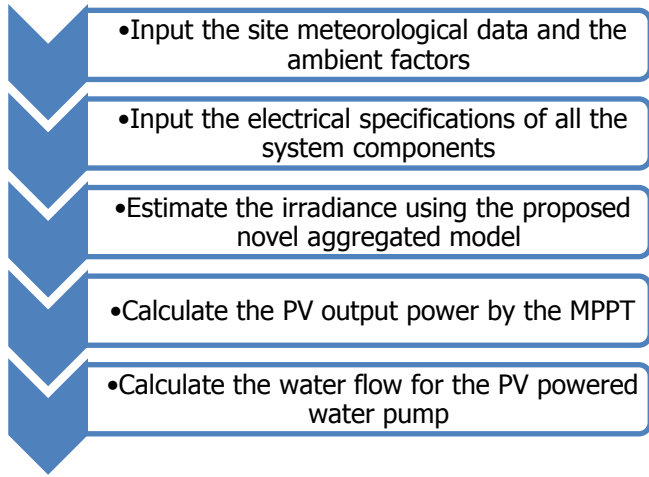 •Input the site meteorological data and the
ambient factors
•Input the electrical specifications of all the
system components
•Estimate the irradiance using the proposed
novel aggregated model
•Calculate the PV output power by the MPPT
•Calculate the water flow for the PV powered
water pump